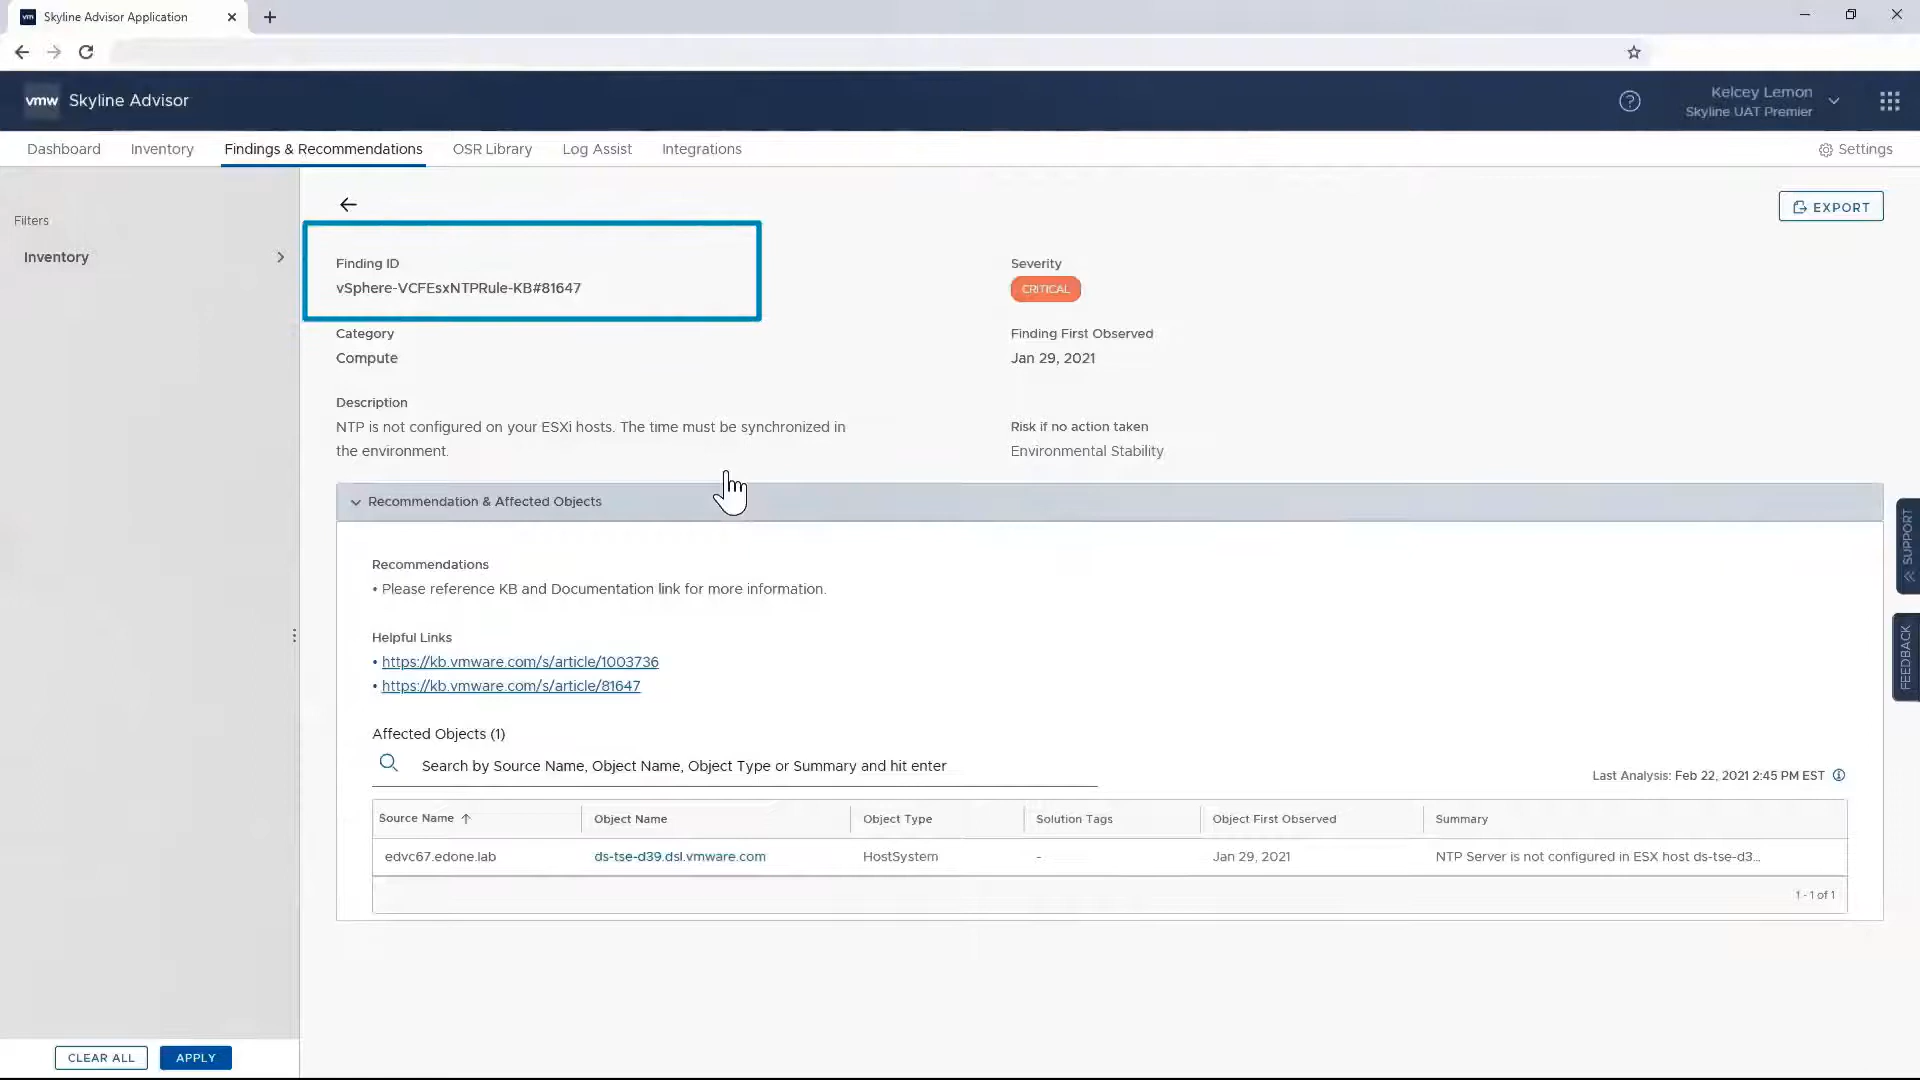 vm Skyline Advisor Application
vmw Skyline Advisor
Kelcey Lemon
Skyline UAT Premier
Dashboard Inventory Findings & Recommendations OSR Library Log Assist Integrations Settings
EXPORT
Filters
Inventory
Finding ID
vSphere-VCFEsxNTPRule-KB#81647
Severity
CRITICAL
Category
Compute
Finding First Observed
Jan 29, 2021
Description
NTP is not configured on your ESXi hosts. The time must be synchronized in
the environment.
Risk if no action taken
Environmental Stability
Recommendation & Affected Objects
SUPPORT
Recommendations
• Please reference KB and Documentation link for more information.
Helpful Links
• https://kb.vmware.com/s/article/1003736
• https://kb.vmware.com/s/article/81647
FEEDBACK
Affected Objects (1)
Search by Source Name, Object Name, Object Type or Summary and hit enter
Last Analysis: Feb 22, 2021 2:45 PM EST
Source Name Object Name Object Type Solution Tags Object First Observed Summary
edvc67.edone.lab ds-tse-d39.dsl.vmware.com HostSystem - Jan 29, 2021 NTP Server is not configured in ESX host ds-tse-d3...
1 - 1 of 1
CLEAR ALL APPLY